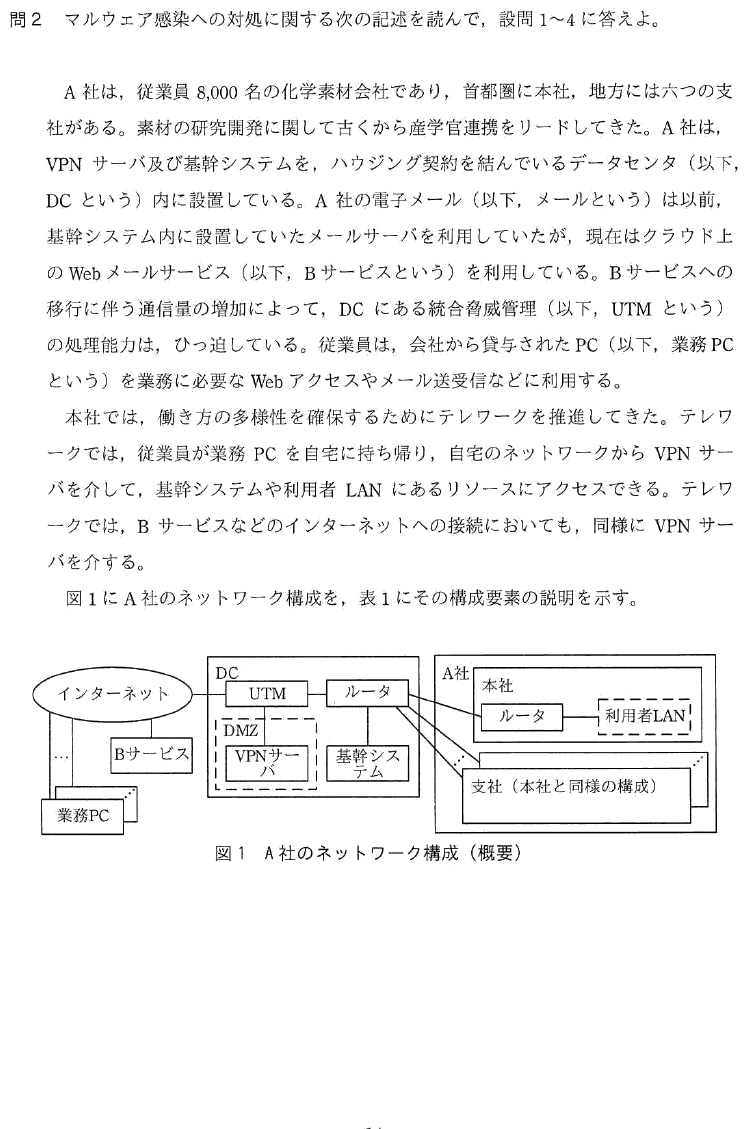 問2 マルウェア感染への対処に関する次の記述を読んで，設問1～4に答えよ。
A社は，従業員8,000名の化学素材会社であり，首都圏に本社，地方には六つの支
社がある。素材の研究開発に関して古くから産学官連携をリードしてきた。A社は，
VPNサーバ及び基幹システムを，ハウジング契約を結んでいるデータセンタ（以下，
DCという）内に設置している。A社の電子メール（以下，メールという）は以前，
基幹システム内に設置していたメールサーバを利用していたが，現在はクラウド上
のWebメールサービス（以下，Bサービスという）を利用している。Bサービスへの
移行に伴う通信量の増加によって，DCにある統合脅威管理（以下，UTMという）
の処理能力は，ひっ迫している。従業員は，会社から貸与されたPC（以下，業務PC
という）を業務に必要なWebアクセスやメール送受信などに利用する。
本社では，働き方の多様性を確保するためにテレワークを推進してきた。テレワ
ークでは，従業員が業務PCを自宅に持ち帰り，自宅のネットワークからVPNサー
バを介して，基幹システムや利用者LANにあるリソースにアクセスできる。テレワ
ークでは，Bサービスなどのインターネットへの接続においても，同様にVPNサー
バを介する。
図1にA社のネットワーク構成を，表1にその構成要素の説明を示す。
インターネット
…
Bサービス
業務PC
DC
UTM
ルータ
DMZ
VPNサー
バ
基幹シス
テム
A社
本社
ルータ
利用者LAN
支社（本社と同様の構成）
図1 A社のネットワーク構成（概要）